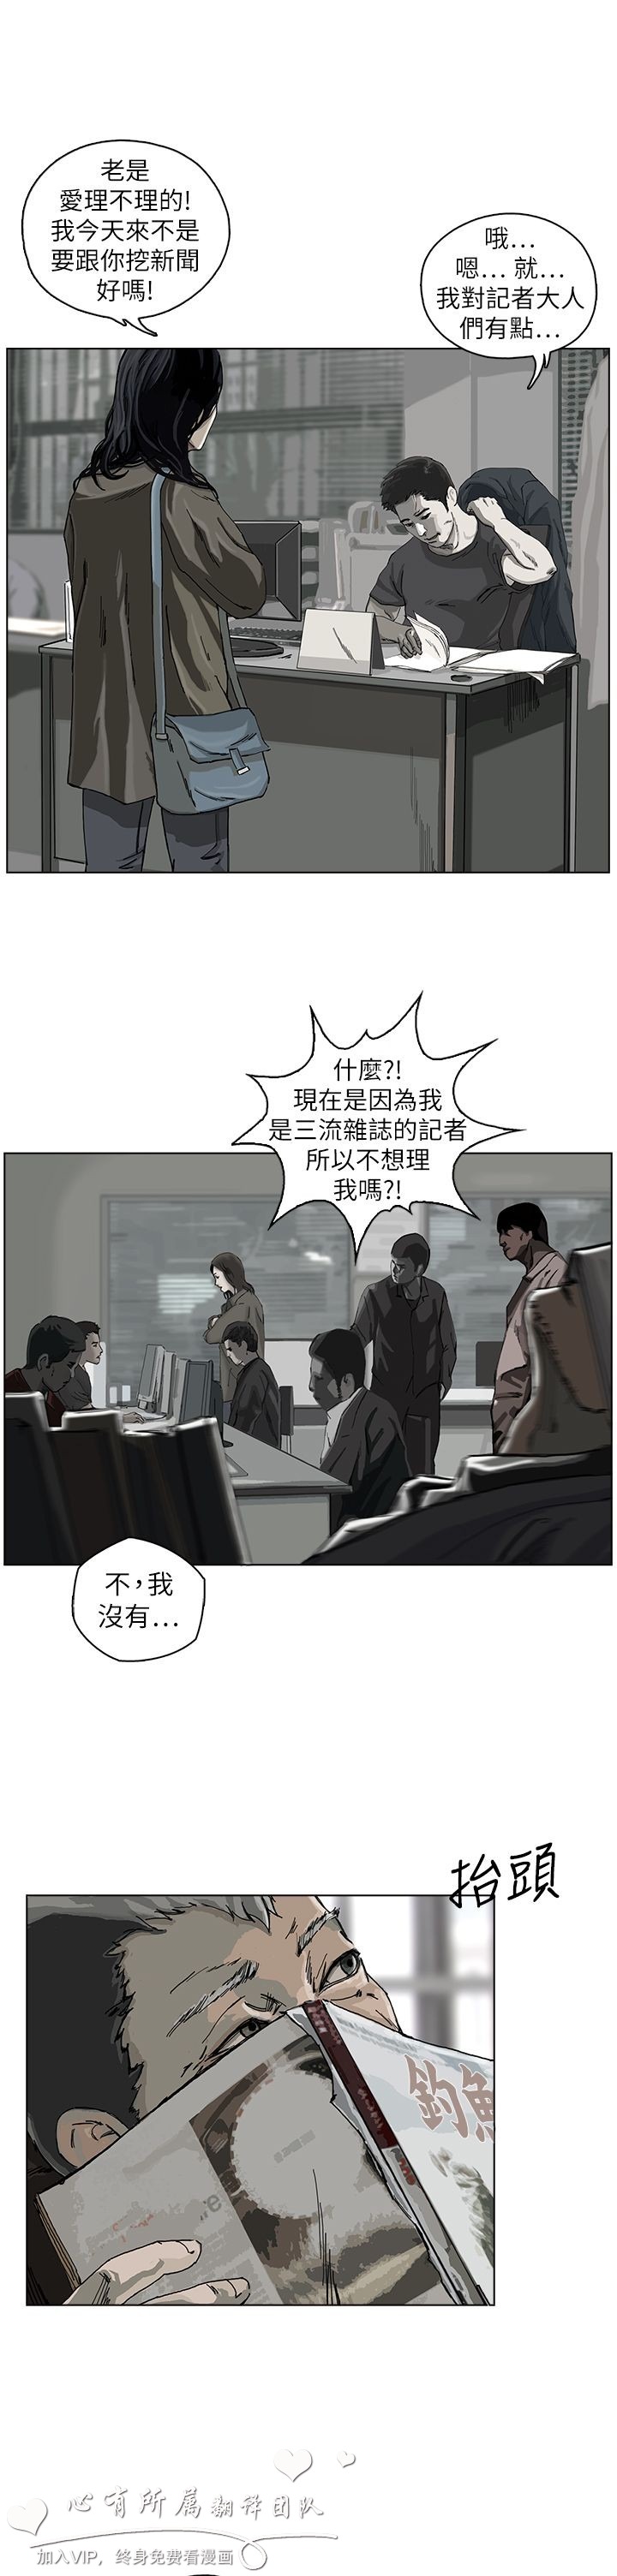 老是
愛理不理的!
我今天來不是
要跟你挖新聞
好嗎!
哦...
嗯... 就...
我對記者大人
們有點...
什麼?!
現在是因為我
是三流雜誌的記者
所以不想理
我嗎?!
不，我
沒有...
抬頭
釣魚
心有所属翻译团队
加入VIP，终身免费看漫画